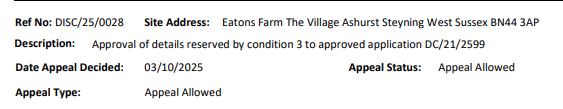 Ref No: DISC/25/0028 Site Address: Eatons Farm The Village Ashurst Steyning West Sussex BN44 3AP
Description: Approval of details reserved by condition 3 to approved application DC/21/2599
Date Appeal Decided: 03/10/2025 Appeal Status: Appeal Allowed
Appeal Type: Appeal Allowed